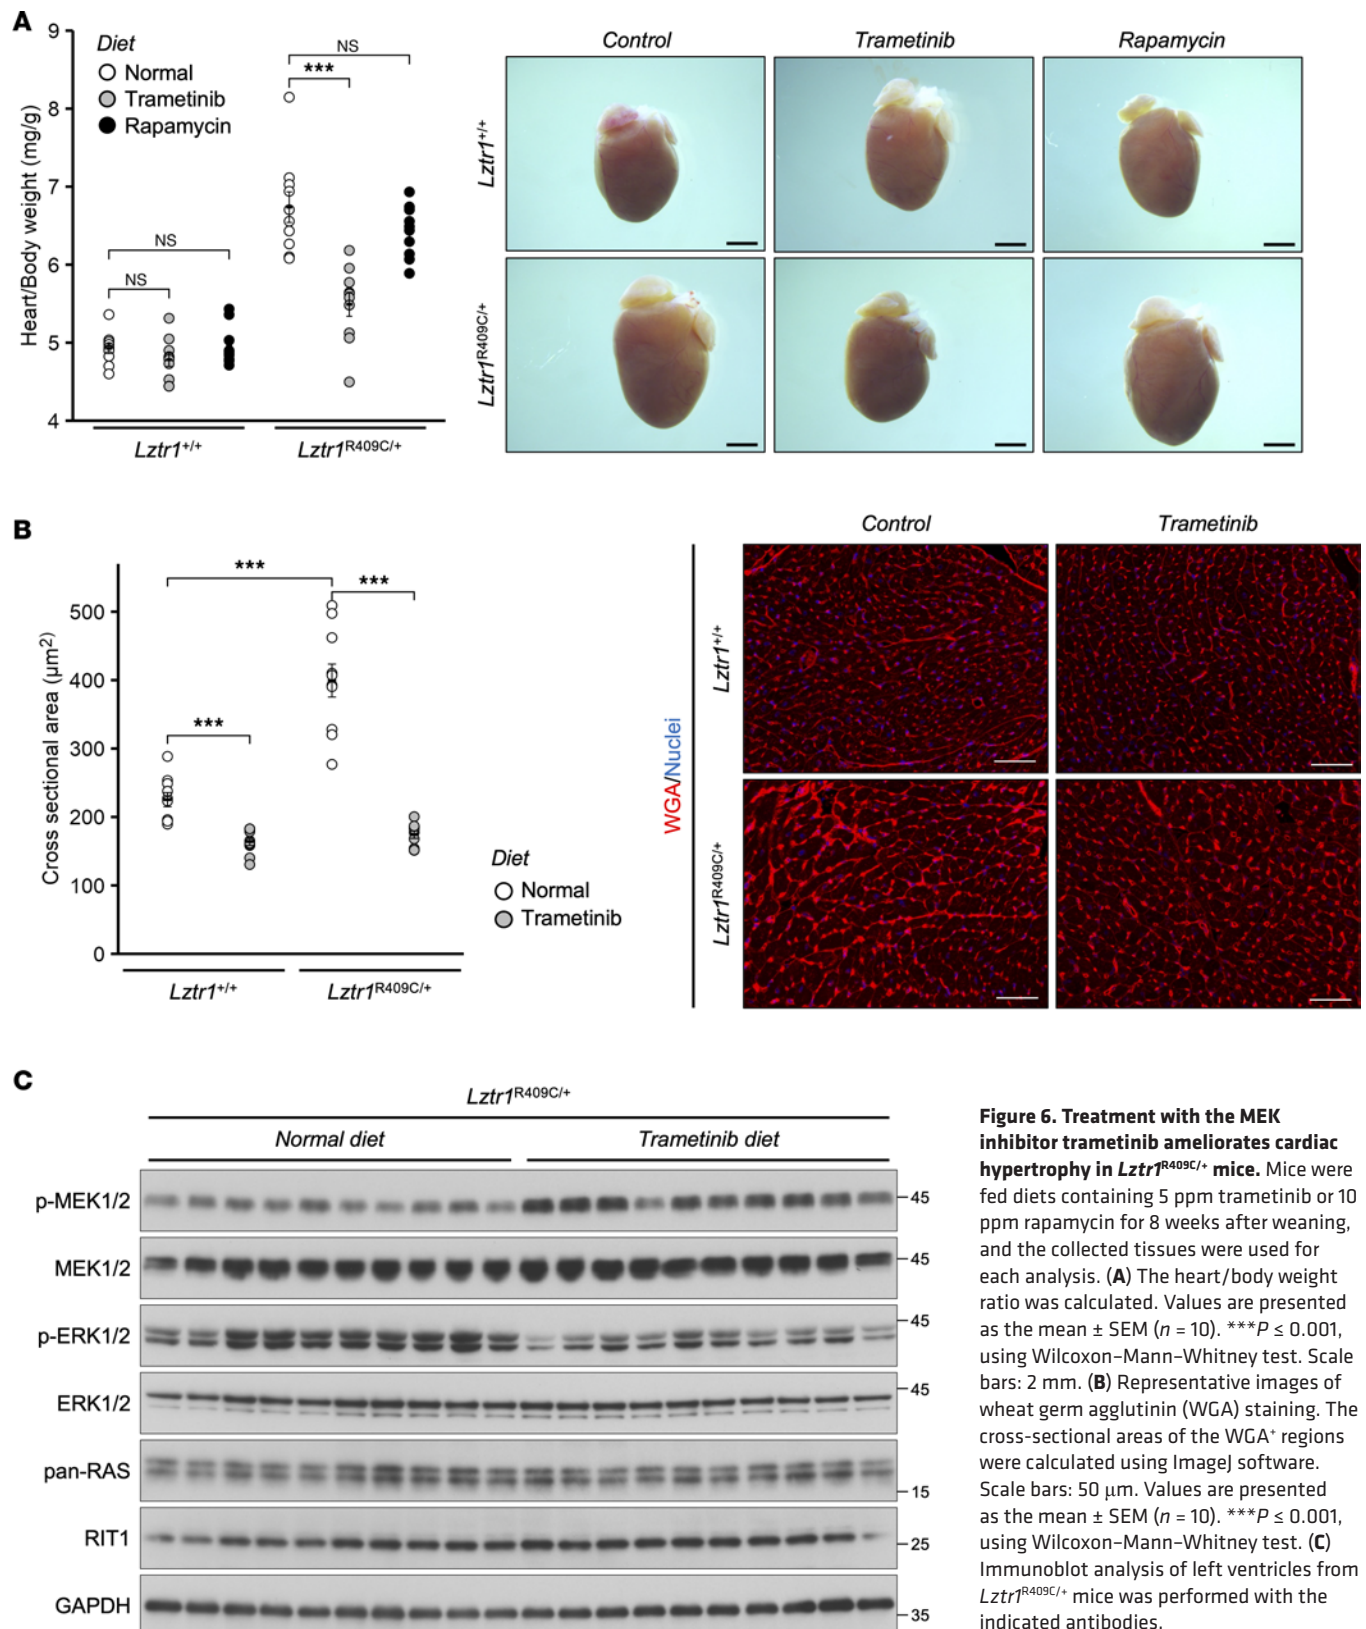 A
9
8
7
6
5
4
Heart/Body weight (mg/g)
Diet
Normal
Trametinib
Rapamycin
NS
***
NS
NS
Lztr1+/+
Lztr1R409C/+
Control
Trametinib
Rapamycin
Lztr1+/+
Lztr1R409C/+
B
500
400
300
200
100
0
Cross sectional area (µm²)
***
***
***
Lztr1+/+
Lztr1R409C/+
Diet
Normal
Trametinib
Control
Trametinib
WGA/Nuclei
Lztr1+/+
Lztr1R409C/+
C
Lztr1R409C/+
Normal diet
Trametinib diet
p-MEK1/2
45
MEK1/2
45
p-ERK1/2
45
ERK1/2
45
pan-RAS
15
RIT1
25
GAPDH
35
Figure 6. Treatment with the MEK
inhibitor trametinib ameliorates cardiac
hypertrophy in Lztr1R409C/+ mice. Mice were
fed diets containing 5 ppm trametinib or 10
ppm rapamycin for 8 weeks after weaning,
and the collected tissues were used for
each analysis. (A) The heart/body weight
ratio was calculated. Values are presented
as the mean ± SEM (n = 10). ***P ≤ 0.001,
using Wilcoxon–Mann–Whitney test. Scale
bars: 2 mm. (B) Representative images of
wheat germ agglutinin (WGA) staining. The
cross-sectional areas of the WGA+ regions
were calculated using ImageJ software.
Scale bars: 50 μm. Values are presented
as the mean ± SEM (n = 10). ***P ≤ 0.001,
using Wilcoxon–Mann–Whitney test. (C)
Immunoblot analysis of left ventricles from
Lztr1R409C/+ mice was performed with the
indicated antibodies.